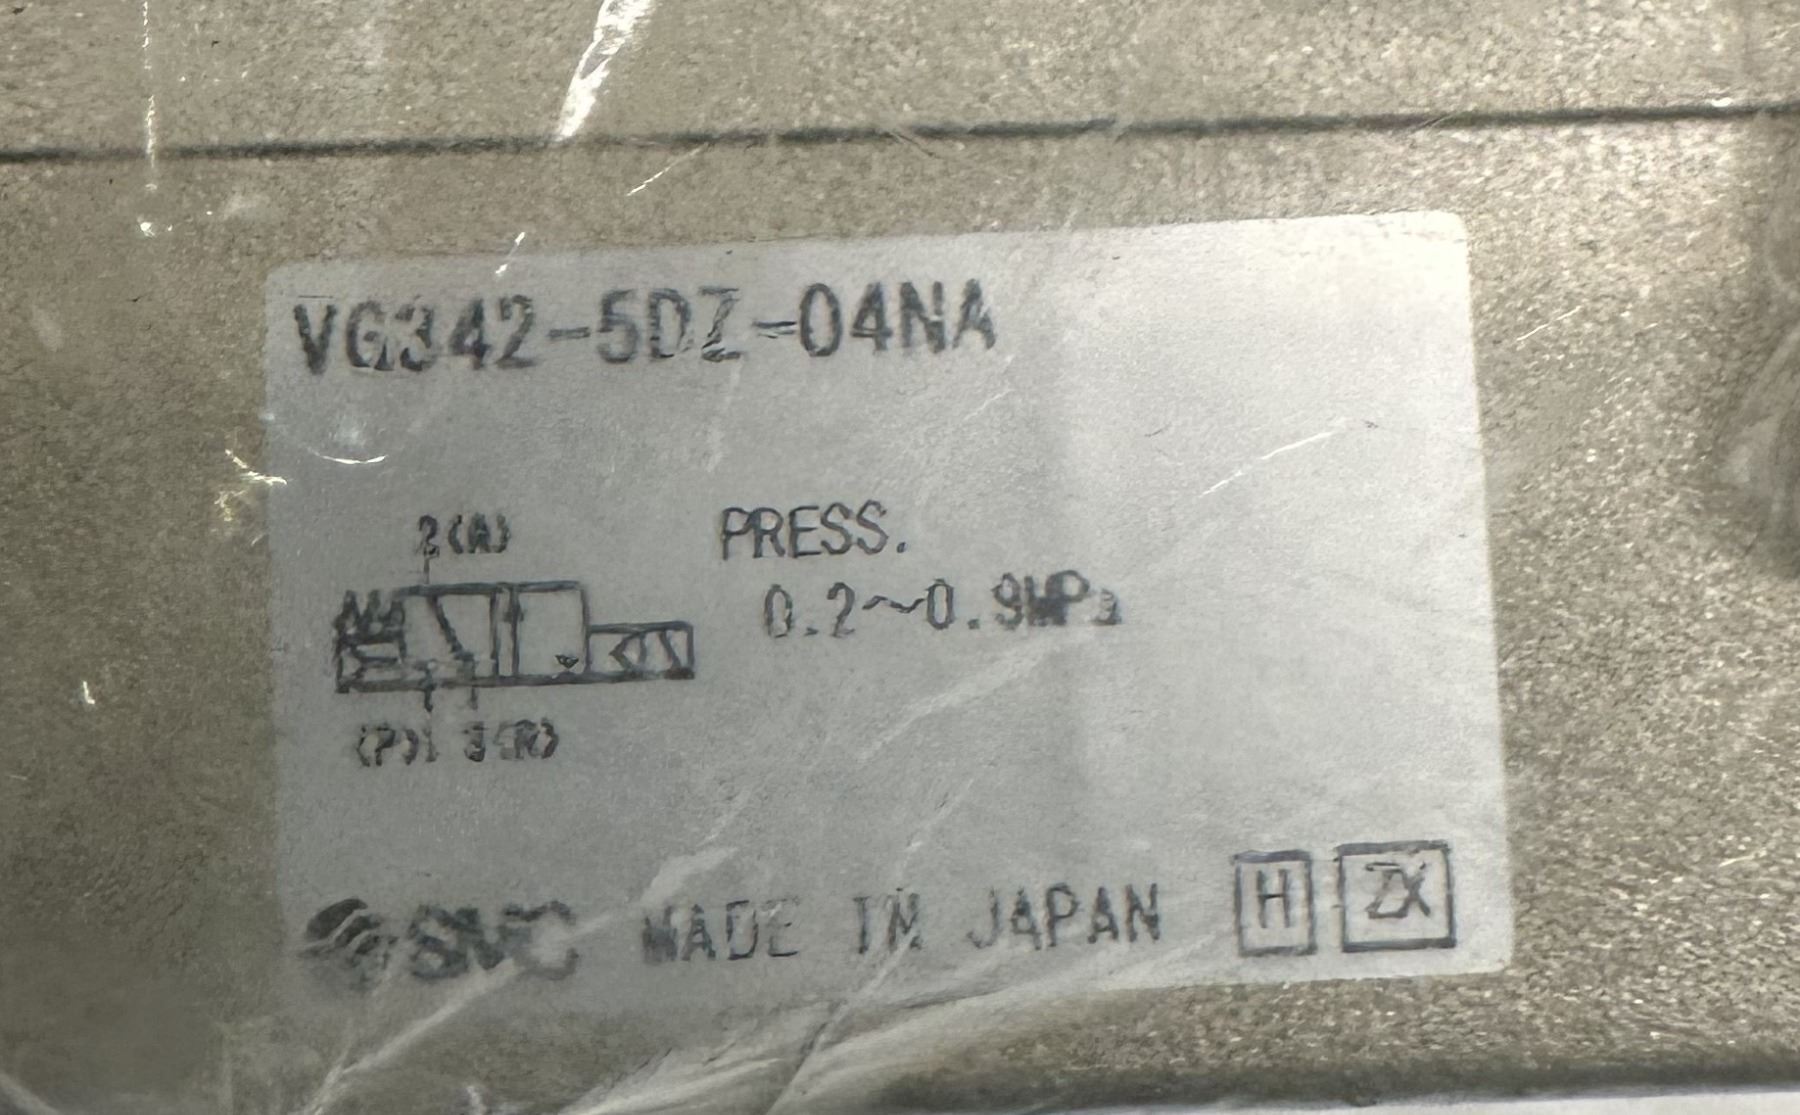 VG342-5DZ-04NA
2(A)
PRESS.
0.2~0.9MPa
(P)1 3(R)
SMC MADE IN JAPAN H ZX